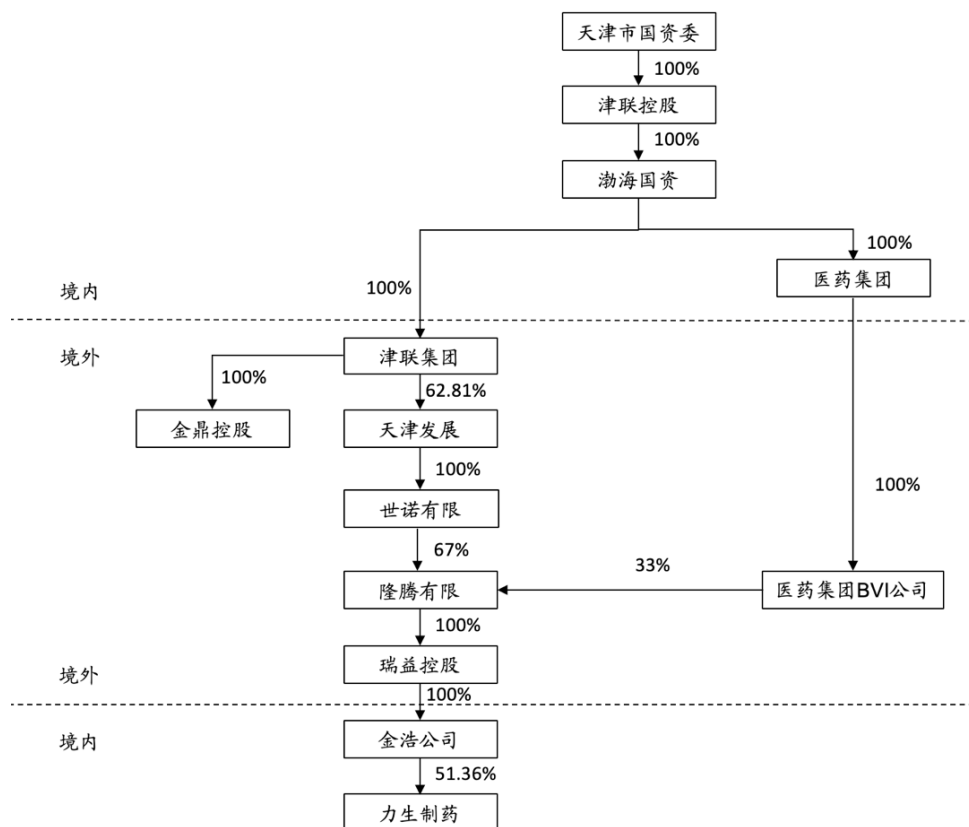 天津市国资委
100%
津联控股
100%
渤海国资
100%
医药集团
境内
100%
境外
津联集团
100%
62.81%
金鼎控股
天津发展
100%
100%
世诺有限
67%
33%
隆腾有限
医药集团BVI公司
100%
瑞益控股
境外
100%
境内
金浩公司
51.36%
力生制药